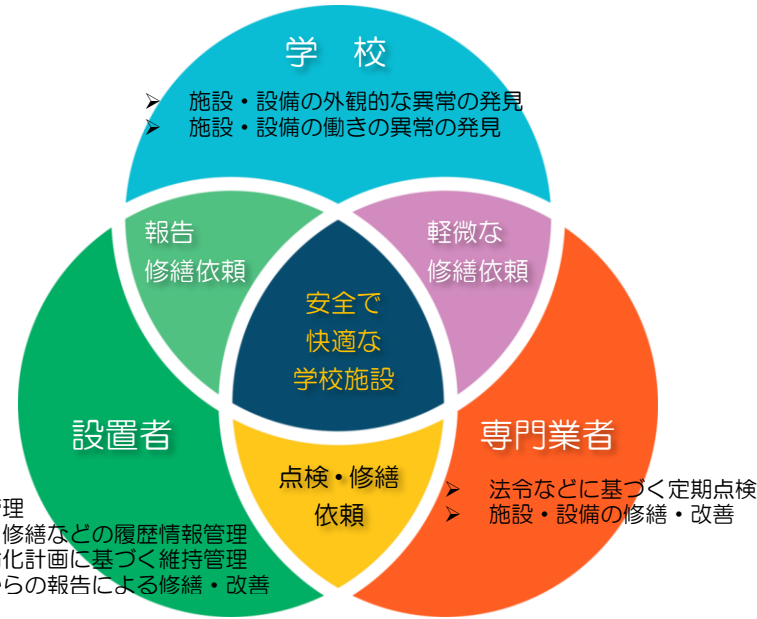 学　校
➢ 施設・設備の外観的な異常の発見
➢ 施設・設備の働きの異常の発見
報告
修繕依頼
軽微な
修繕依頼
安全で
快適な
学校施設
設置者
専門業者
点検・修繕
依頼
管理
修繕などの履歴情報管理
化計画に基づく維持管理
らの報告による修繕・改善
➢ 法令などに基づく定期点検
➢ 施設・設備の修繕・改善